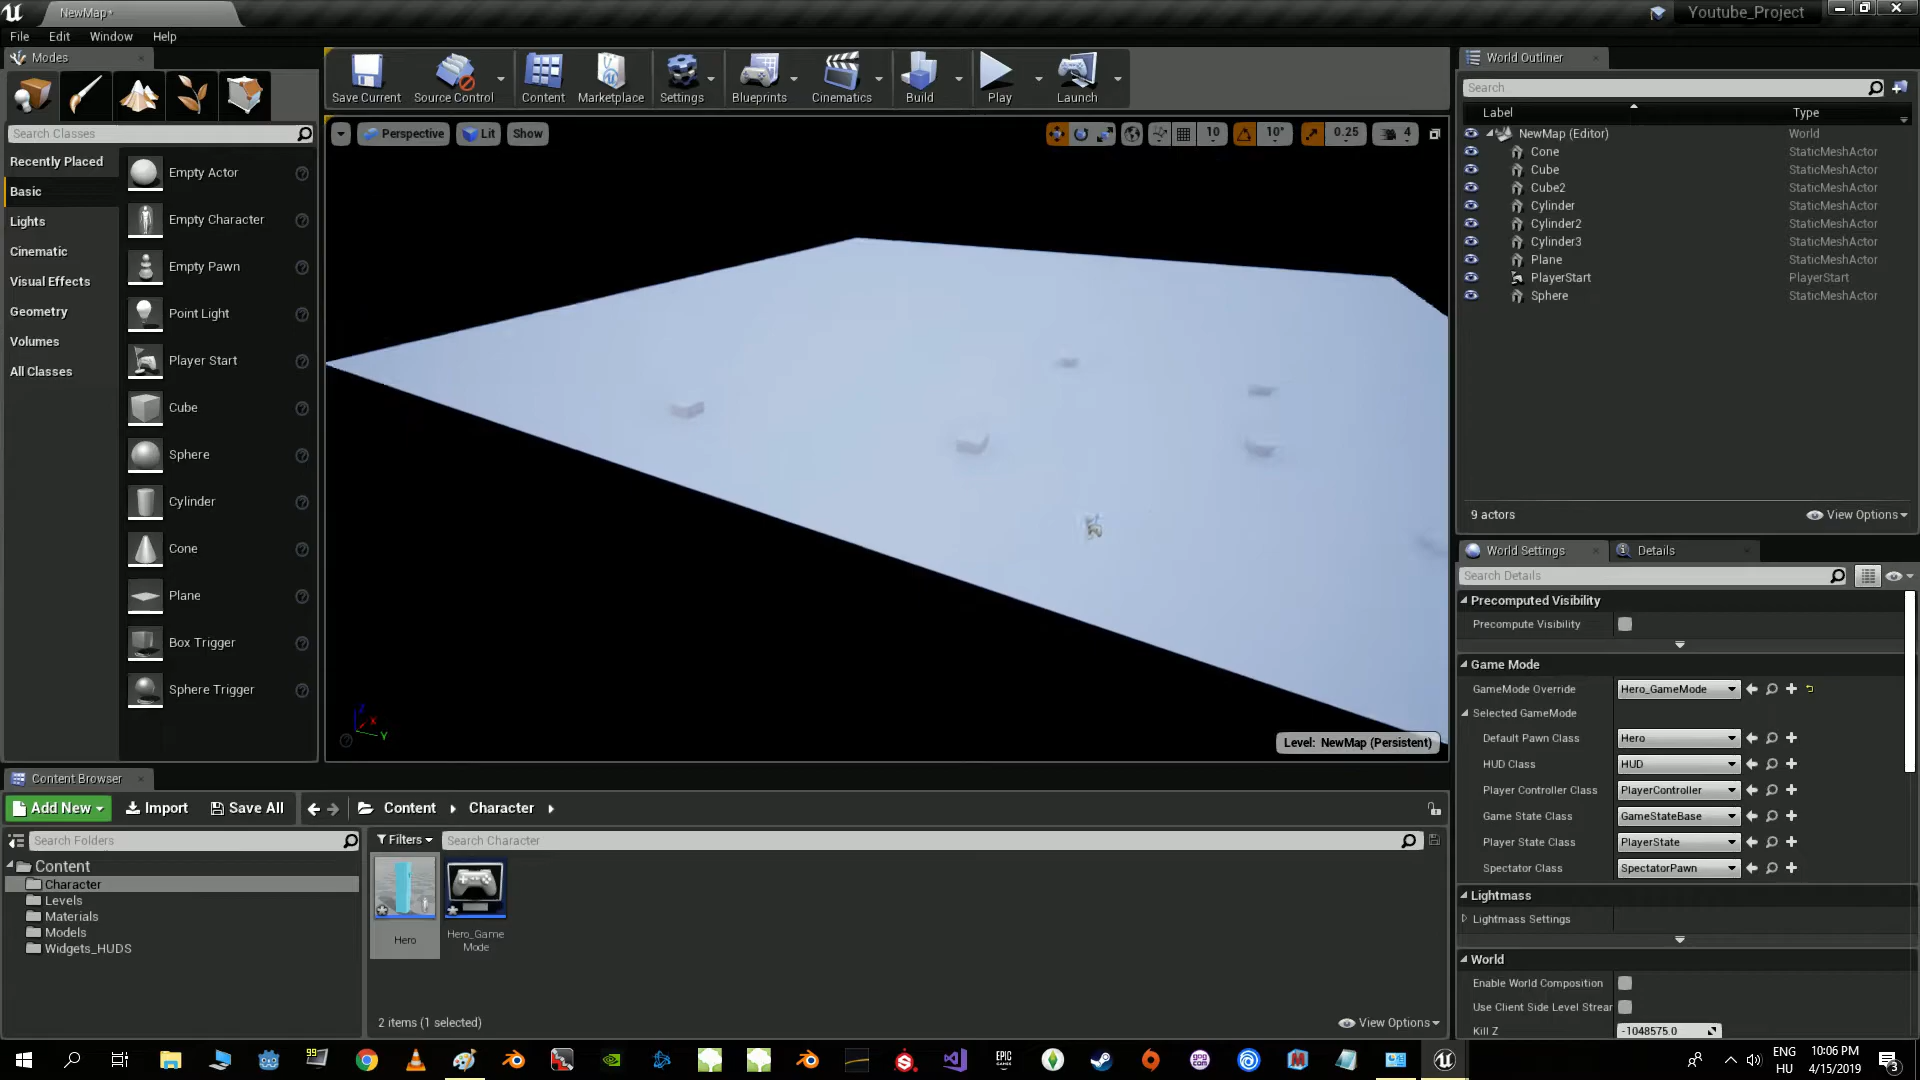 NewMap*
Youtube_Project
File Edit Window Help
Modes
Search Classes
Recently Placed
Basic
Lights
Cinematic
Visual Effects
Geometry
Volumes
All Classes
Empty Actor
Empty Character
Empty Pawn
Point Light
Player Start
Cube
Sphere
Cylinder
Cone
Plane
Box Trigger
Sphere Trigger
Save Current Source Control Content Marketplace Settings Blueprints Cinematics Build Play Launch
Perspective Lit Show
10 10° 0.25 4
Z X Y
Level: NewMap (Persistent)
World Outliner
Search
Label Type
NewMap (Editor) World
Cone StaticMeshActor
Cube StaticMeshActor
Cube2 StaticMeshActor
Cylinder StaticMeshActor
Cylinder2 StaticMeshActor
Cylinder3 StaticMeshActor
Plane StaticMeshActor
PlayerStart PlayerStart
Sphere StaticMeshActor
9 actors View Options
World Settings Details
Search Details
Precomputed Visibility
Precompute Visibility
Game Mode
GameMode Override Hero_GameMode
Selected GameMode
Default Pawn Class Hero
HUD Class HUD
Player Controller Class PlayerController
Game State Class GameStateBase
Player State Class PlayerState
Spectator Class SpectatorPawn
Lightmass
Lightmass Settings
World
Enable World Composition
Use Client Side Level Strear
Kill Z -1048575.0
Content Browser
Add New Import Save All Content Character
Search Folders
Content
Character
Levels
Materials
Models
Widgets_HUDS
Filters Search Character
Hero
Hero_Game
Mode
2 items (1 selected) View Options
99
EPIC
GAMES
gog
COM
ENG
HU
10:06 PM
4/15/2019
3